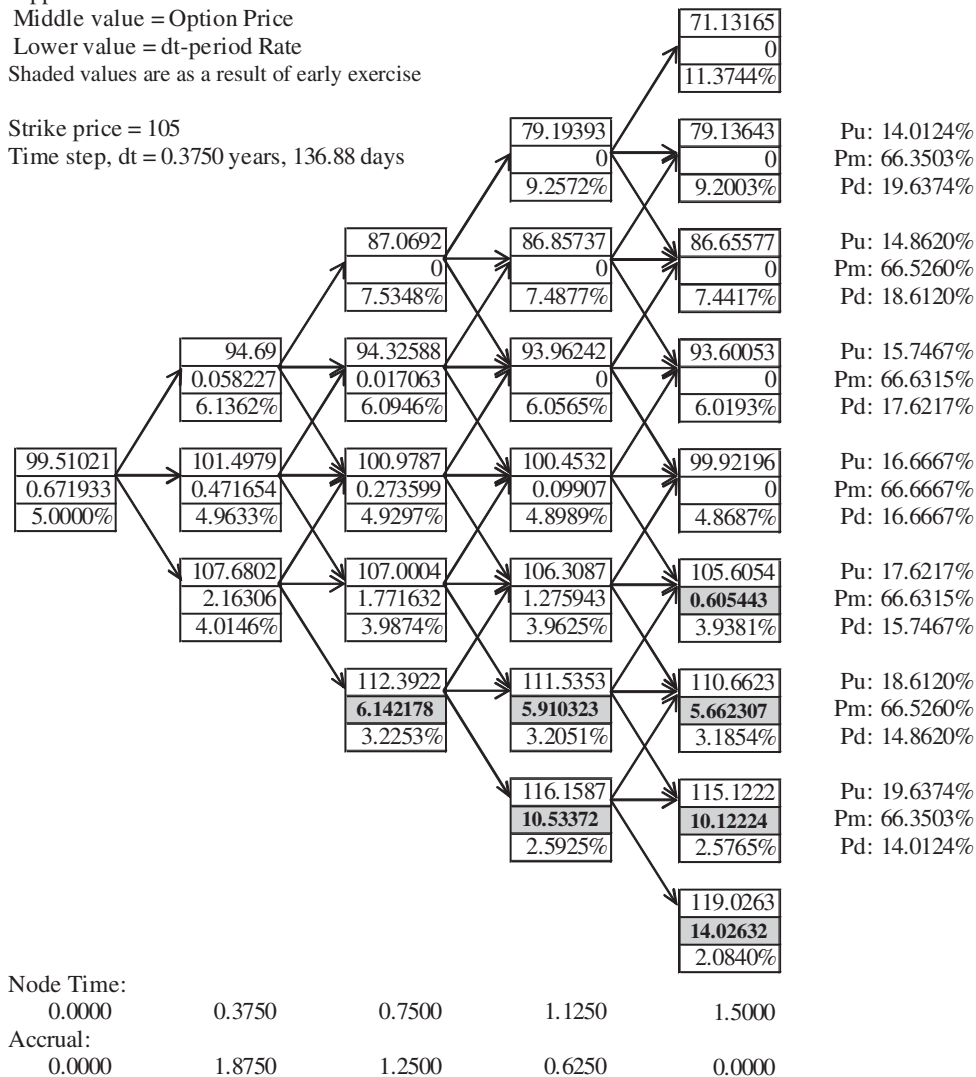 Middle value = Option Price
Lower value = dt-period Rate
Shaded values are as a result of early exercise
Strike price = 105
Time step, dt = 0.3750 years, 136.88 days
71.13165
0
11.3744%
79.19393
0
9.2572%
79.13643
0
9.2003%
Pu: 14.0124%
Pm: 66.3503%
Pd: 19.6374%
87.0692
0
7.5348%
86.85737
0
7.4877%
86.65577
0
7.4417%
Pu: 14.8620%
Pm: 66.5260%
Pd: 18.6120%
94.69
0.058227
6.1362%
94.32588
0.017063
6.0946%
93.96242
0
6.0565%
93.60053
0
6.0193%
Pu: 15.7467%
Pm: 66.6315%
Pd: 17.6217%
99.51021
0.671933
5.0000%
101.4979
0.471654
4.9633%
100.9787
0.273599
4.9297%
100.4532
0.09907
4.8989%
99.92196
0
4.8687%
Pu: 16.6667%
Pm: 66.6667%
Pd: 16.6667%
107.6802
2.16306
4.0146%
107.0004
1.771632
3.9874%
106.3087
1.275943
3.9625%
105.6054
0.605443
3.9381%
Pu: 17.6217%
Pm: 66.6315%
Pd: 15.7467%
112.3922
6.142178
3.2253%
111.5353
5.910323
3.2051%
110.6623
5.662307
3.1854%
Pu: 18.6120%
Pm: 66.5260%
Pd: 14.8620%
116.1587
10.53372
2.5925%
115.1222
10.12224
2.5765%
Pu: 19.6374%
Pm: 66.3503%
Pd: 14.0124%
119.0263
14.02632
2.0840%
Node Time:
0.0000 0.3750 0.7500 1.1250 1.5000
Accrual:
0.0000 1.8750 1.2500 0.6250 0.0000